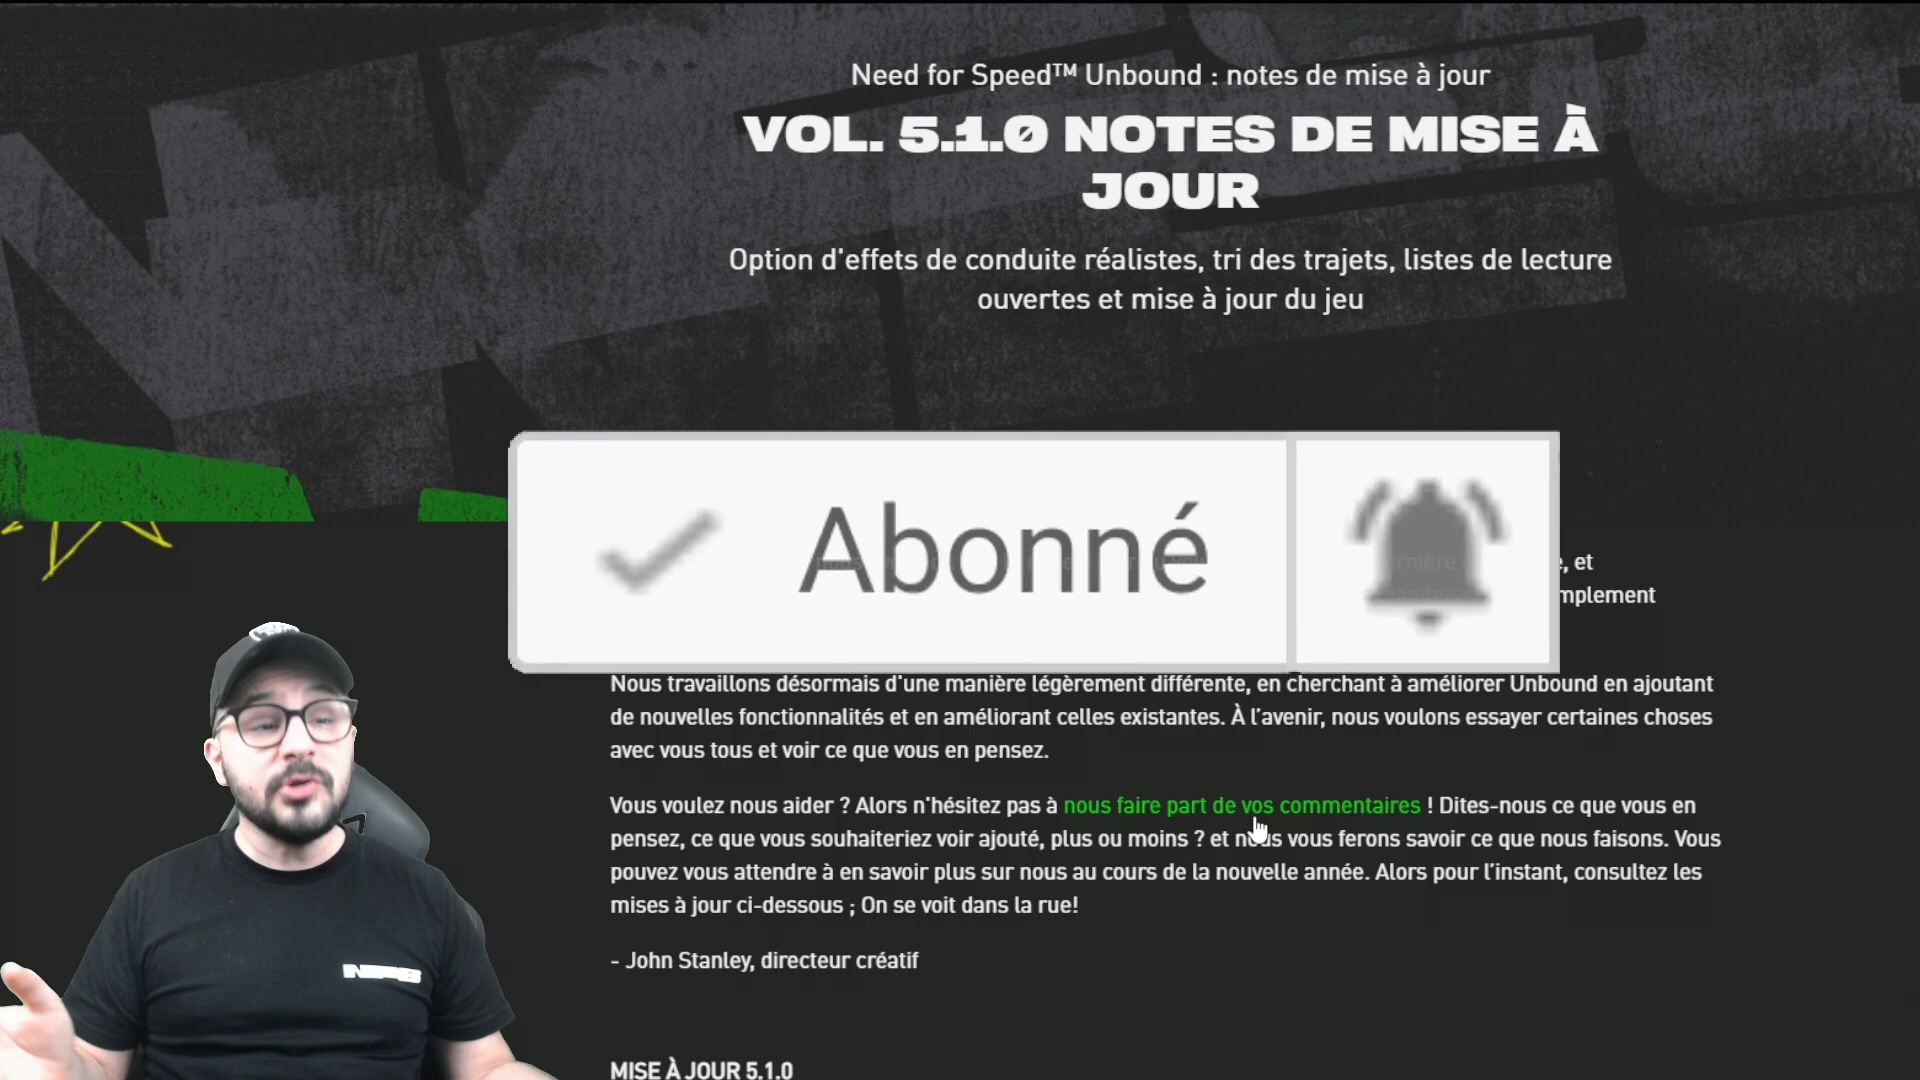 Need for Speed™ Unbound : notes de mise à jour
VOL. 5.1.0 NOTES DE MISE À
JOUR
Option d'effets de conduite réalistes, tri des trajets, listes de lecture
ouvertes et mise à jour du jeu
Abonné
, et
mplement
Nous travaillons désormais d'une manière légèrement différente, en cherchant à améliorer Unbound en ajoutant
de nouvelles fonctionnalités et en améliorant celles existantes. À l'avenir, nous voulons essayer certaines choses
avec vous tous et voir ce que vous en pensez.
Vous voulez nous aider ? Alors n'hésitez pas à nous faire part de vos commentaires ! Dites-nous ce que vous en
pensez, ce que vous souhaiteriez voir ajouté, plus ou moins ? et nous vous ferons savoir ce que nous faisons. Vous
pouvez vous attendre à en savoir plus sur nous au cours de la nouvelle année. Alors pour l'instant, consultez les
mises à jour ci-dessous ; On se voit dans la rue!
- John Stanley, directeur créatif
MISE À JOUR 5.1.0